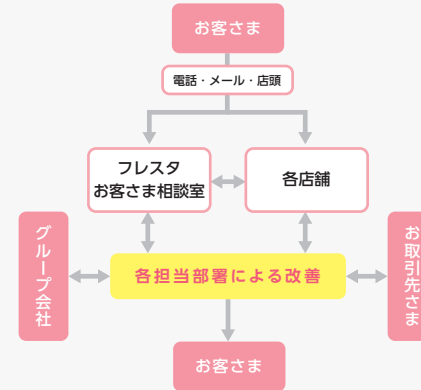 お客さま
電話・メール・店頭
フレスタ
お客さま相談室
各店舗
グループ会社
各担当部署による改善
お取引先さま
お客さま